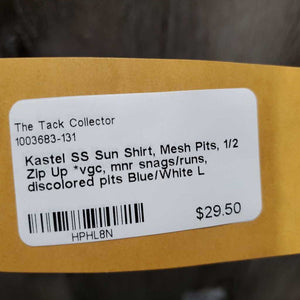 The Tack Collector
1003683-131
Kastel SS Sun Shirt, Mesh Pits, 1/2
Zip Up *vgc, mnr snags/runs,
discolored pits Blue/White L
$29.50
HPHL8N